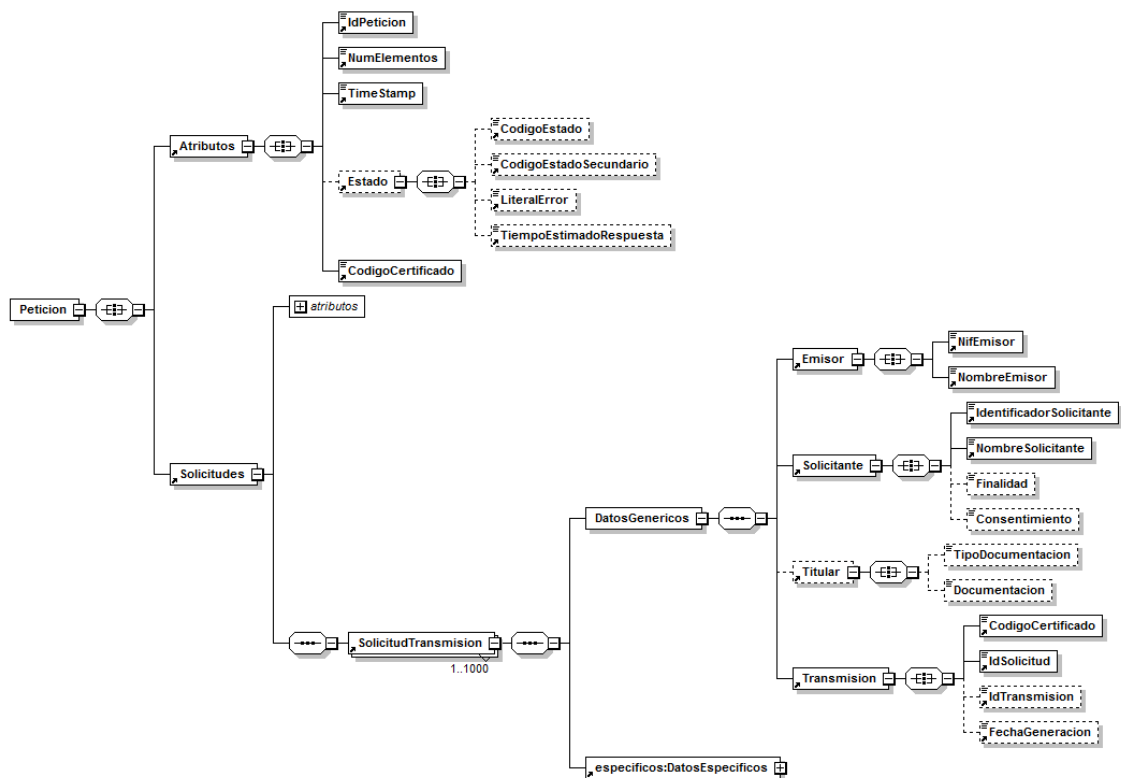 IdPeticion
NumElementos
TimeStamp
Atributos
CodigoEstado
CodigoEstadoSecundario
Estado
LiteralError
TiempoEstimadoRespuesta
CodigoCertificado
Peticion
atributos
NifEmisor
Emisor
NombreEmisor
IdentificadorSolicitante
NombreSolicitante
Solicitudes
Solicitante
Finalidad
DatosGenericos
Consentimiento
TipoDocumentacion
Titular
Documentacion
CodigoCertificado
SolicitudTransmision
IdSolicitud
1..1000
Transmision
IdTransmision
FechaGeneracion
especificos:DatosEspecificos